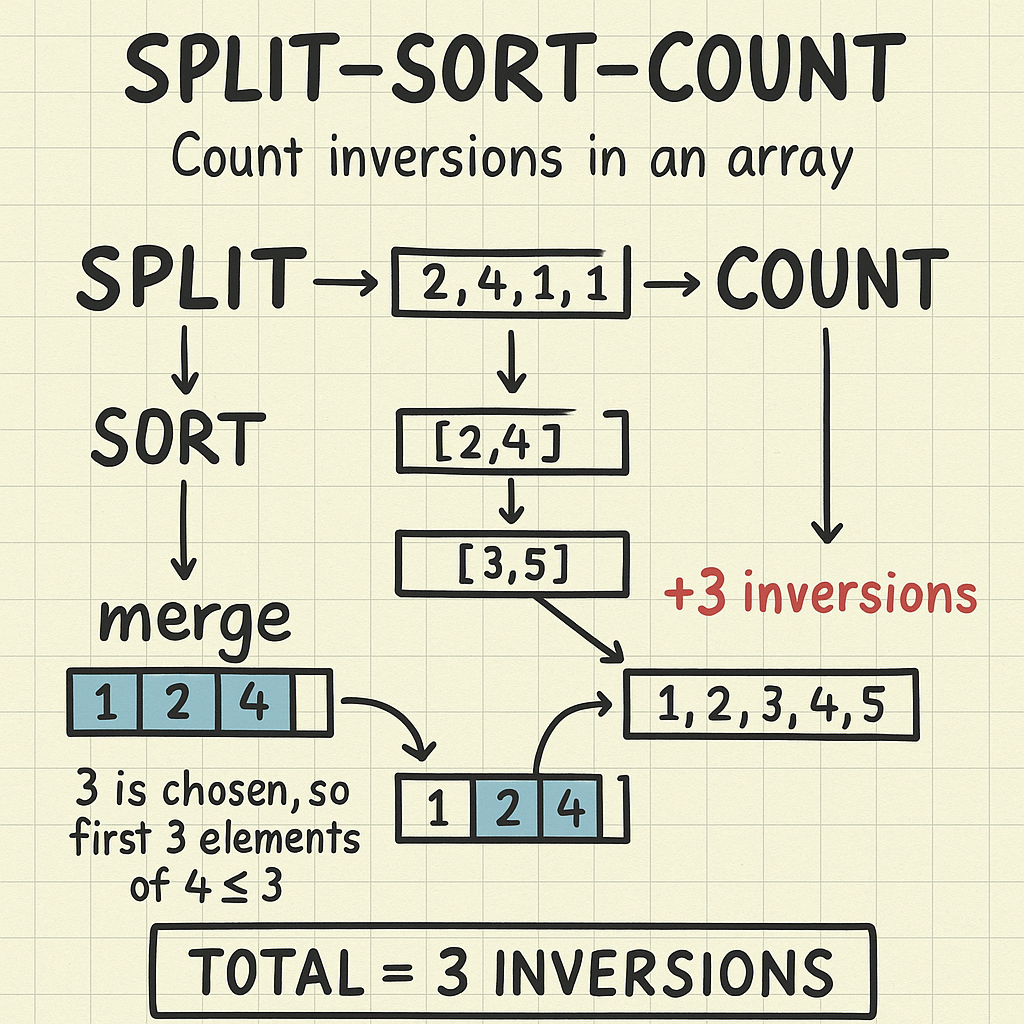 SPLIT-SORT-COUNT
Count inversions in an array
SPLIT
2,4,1,1
COUNT
SORT
[2,4]
[3,5]
+3 inversions
merge
1 2 4
1, 2, 3, 4, 5
3 is chosen, so
first 3 elements
of 4 ≤ 3
1 2 4
TOTAL = 3 INVERSIONS